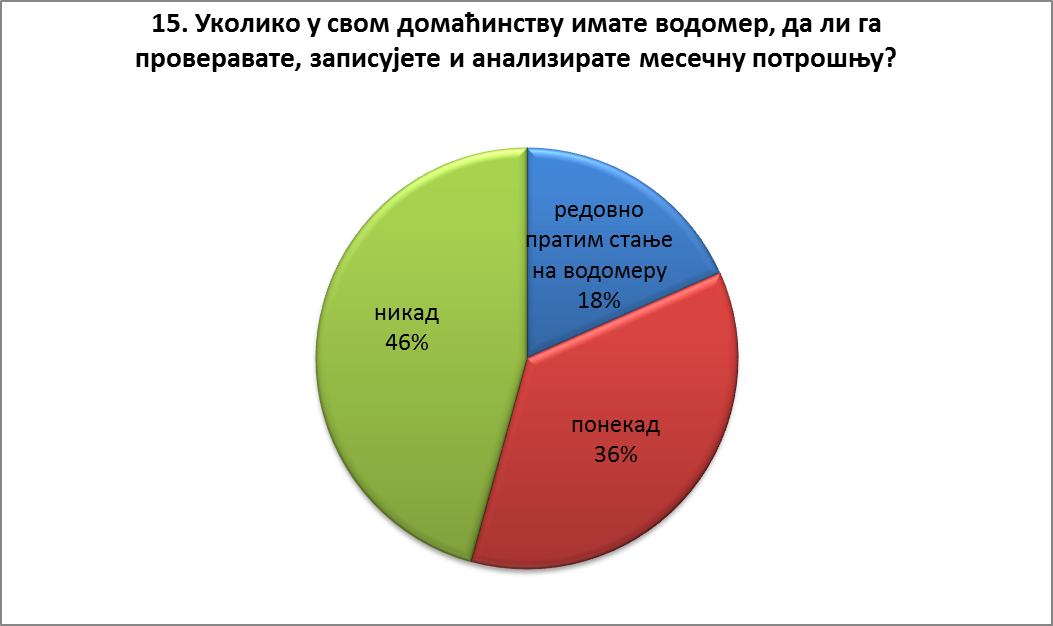 15. Уколико у свом домаћинству имате водомер, да ли га
проверавате, записујете и анализирате месечну потрошњу?
редовно
пратим стање
на водомеру
18%
никад
46%
понекад
36%